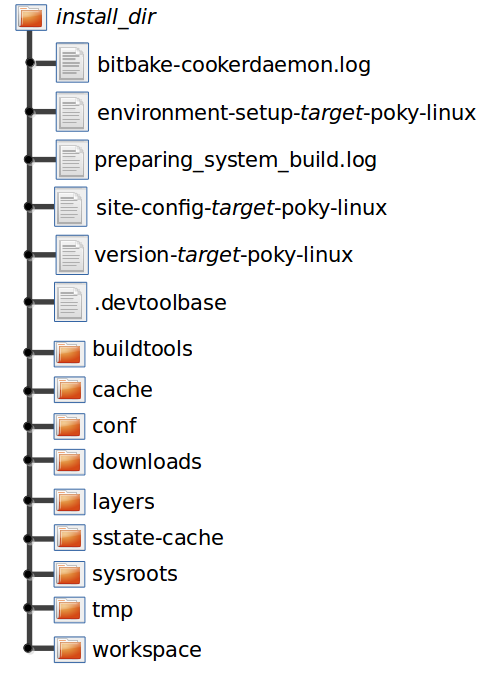 install_dir
bitbake-cookerdaemon.log
environment-setup-target-poky-linux
preparing_system_build.log
site-config-target-poky-linux
version-target-poky-linux
.devtoolbase
buildtools
cache
conf
downloads
layers
sstate-cache
sysroots
tmp
workspace